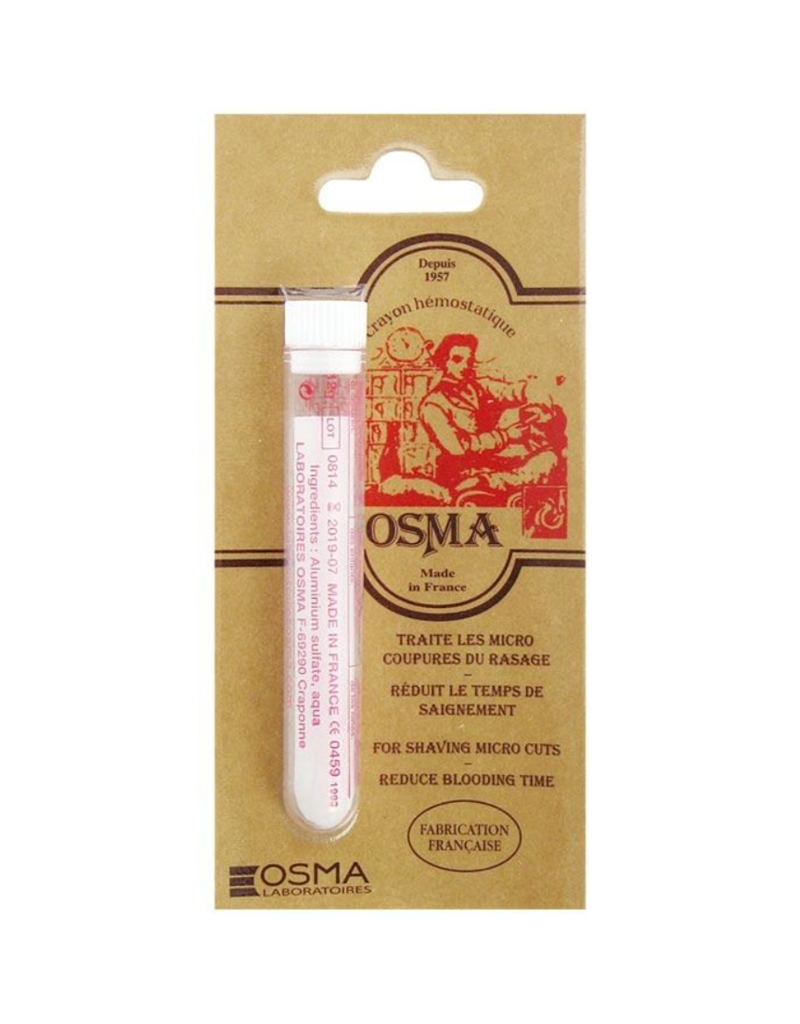 Depuis
1957
Crayon hémostatique
OSMA
Made
in France
TRAITE LES MICRO
COUPURES DU RASAGE
–
RÉDUIT LE TEMPS DE
SAIGNEMENT
FOR SHAVING MICRO CUTS
–
REDUCE BLOODING TIME
FABRICATION
FRANÇAISE
LOT 0814 2019-07 MADE IN FRANCE CE 0459
Ingredients : Aluminium sulfate, aqua
LABORATOIRES OSMA F-69290 Craponne
OSMA
LABORATOIRES